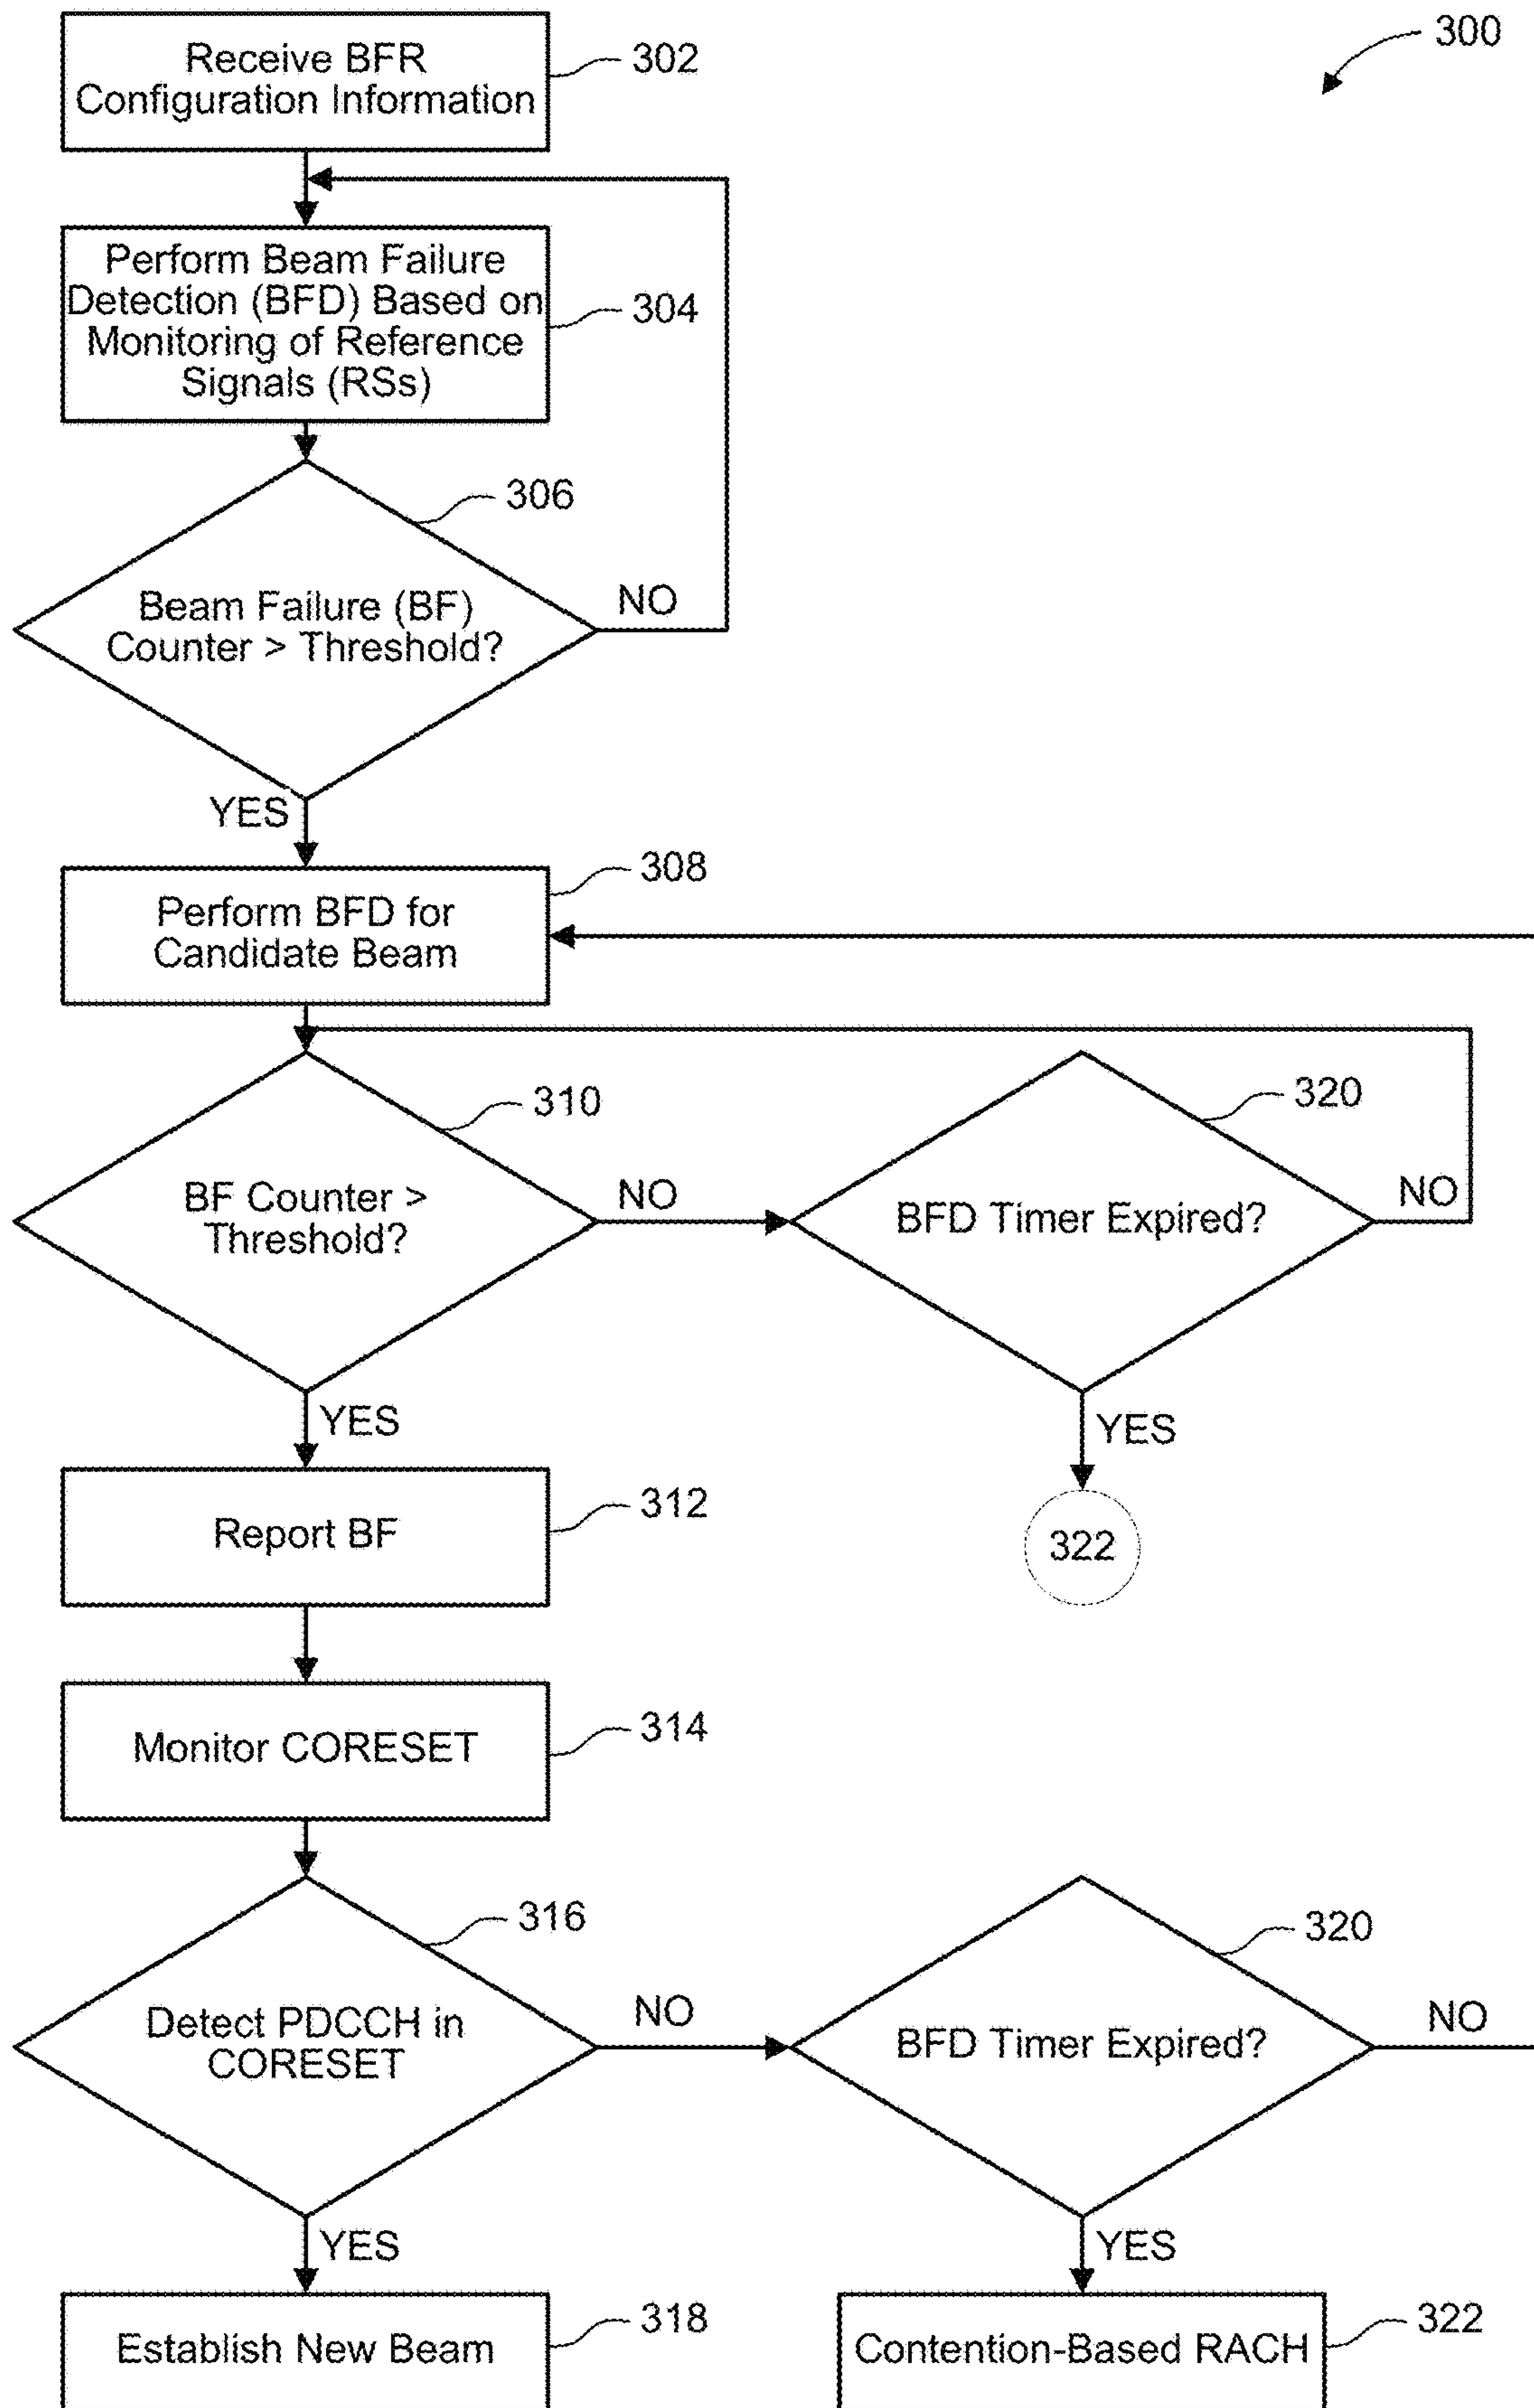 300
Receive BFR
Configuration Information
302
Perform Beam Failure
Detection (BFD) Based on
Monitoring of Reference
Signals (RSs)
304
306
Beam Failure (BF)
Counter > Threshold?
NO
YES
308
Perform BFD for
Candidate Beam
310
BF Counter >
Threshold?
NO
320
BFD Timer Expired?
NO
YES
YES
322
312
Report BF
314
Monitor CORESET
316
Detect PDCCH in
CORESET
NO
320
BFD Timer Expired?
NO
YES
YES
318
Establish New Beam
322
Contention-Based RACH